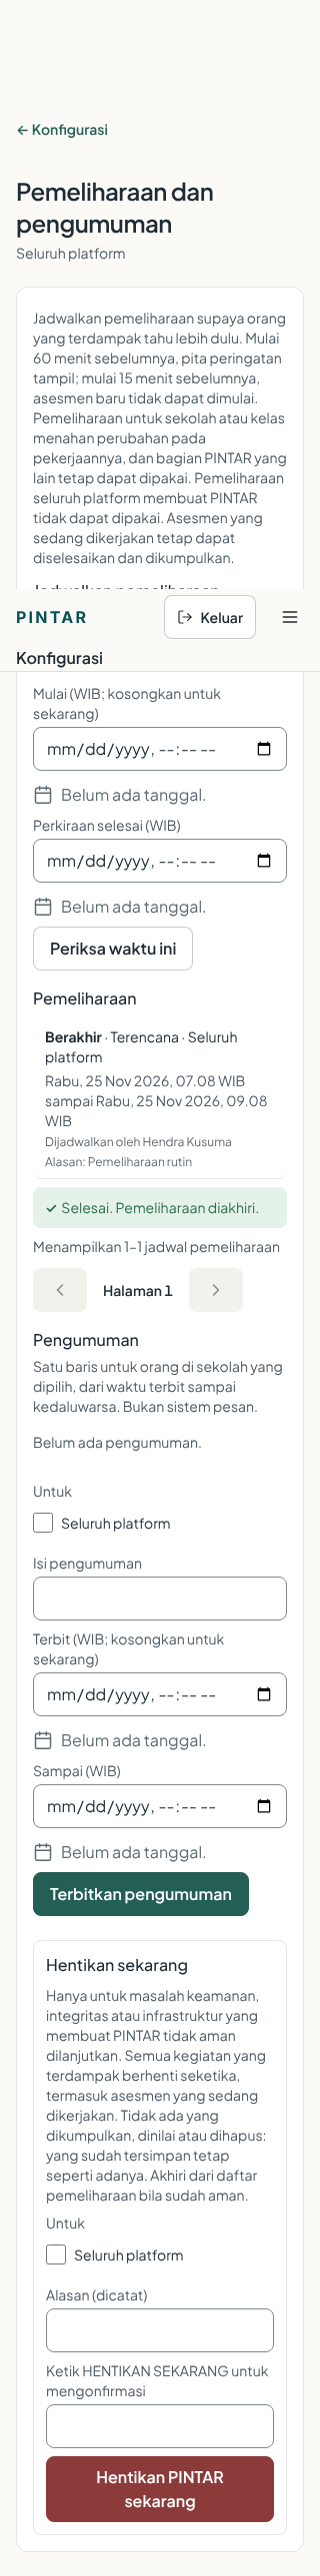 ← Konfigurasi
Pemeliharaan dan
pengumuman
Seluruh platform
Jadwalkan pemeliharaan supaya orang
yang terdampak tahu lebih dulu. Mulai
60 menit sebelumnya, pita peringatan
tampil; mulai 15 menit sebelumnya,
asesmen baru tidak dapat dimulai.
Pemeliharaan untuk sekolah atau kelas
menahan perubahan pada
pekerjaannya, dan bagian PINTAR yang
lain tetap dapat dipakai. Pemeliharaan
seluruh platform membuat PINTAR
tidak dapat dipakai. Asesmen yang
sedang dikerjakan tetap dapat
diselesaikan dan dikumpulkan.
Jadwalkan pemeliharaan
PINTAR
Keluar
Konfigurasi
Mulai (WIB; kosongkan untuk
sekarang)
mm/dd/yyyy, --:-- --
Belum ada tanggal.
Perkiraan selesai (WIB)
mm/dd/yyyy, --:-- --
Belum ada tanggal.
Periksa waktu ini
Pemeliharaan
Berakhir · Terencana · Seluruh
platform
Rabu, 25 Nov 2026, 07.08 WIB
sampai Rabu, 25 Nov 2026, 09.08
WIB
Dijadwalkan oleh Hendra Kusuma
Alasan: Pemeliharaan rutin
✓ Selesai. Pemeliharaan diakhiri.
Menampilkan 1–1 jadwal pemeliharaan
Halaman 1
Pengumuman
Satu baris untuk orang di sekolah yang
dipilih, dari waktu terbit sampai
kedaluwarsa. Bukan sistem pesan.
Belum ada pengumuman.
Untuk
Seluruh platform
Isi pengumuman
Terbit (WIB; kosongkan untuk
sekarang)
mm/dd/yyyy, --:-- --
Belum ada tanggal.
Sampai (WIB)
mm/dd/yyyy, --:-- --
Belum ada tanggal.
Terbitkan pengumuman
Hentikan sekarang
Hanya untuk masalah keamanan,
integritas atau infrastruktur yang
membuat PINTAR tidak aman
dilanjutkan. Semua kegiatan yang
terdampak berhenti seketika,
termasuk asesmen yang sedang
dikerjakan. Tidak ada yang
dikumpulkan, dinilai atau dihapus:
yang sudah tersimpan tetap
seperti adanya. Akhiri dari daftar
pemeliharaan bila sudah aman.
Untuk
Seluruh platform
Alasan (dicatat)
Ketik HENTIKAN SEKARANG untuk
mengonfirmasi
Hentikan PINTAR
sekarang